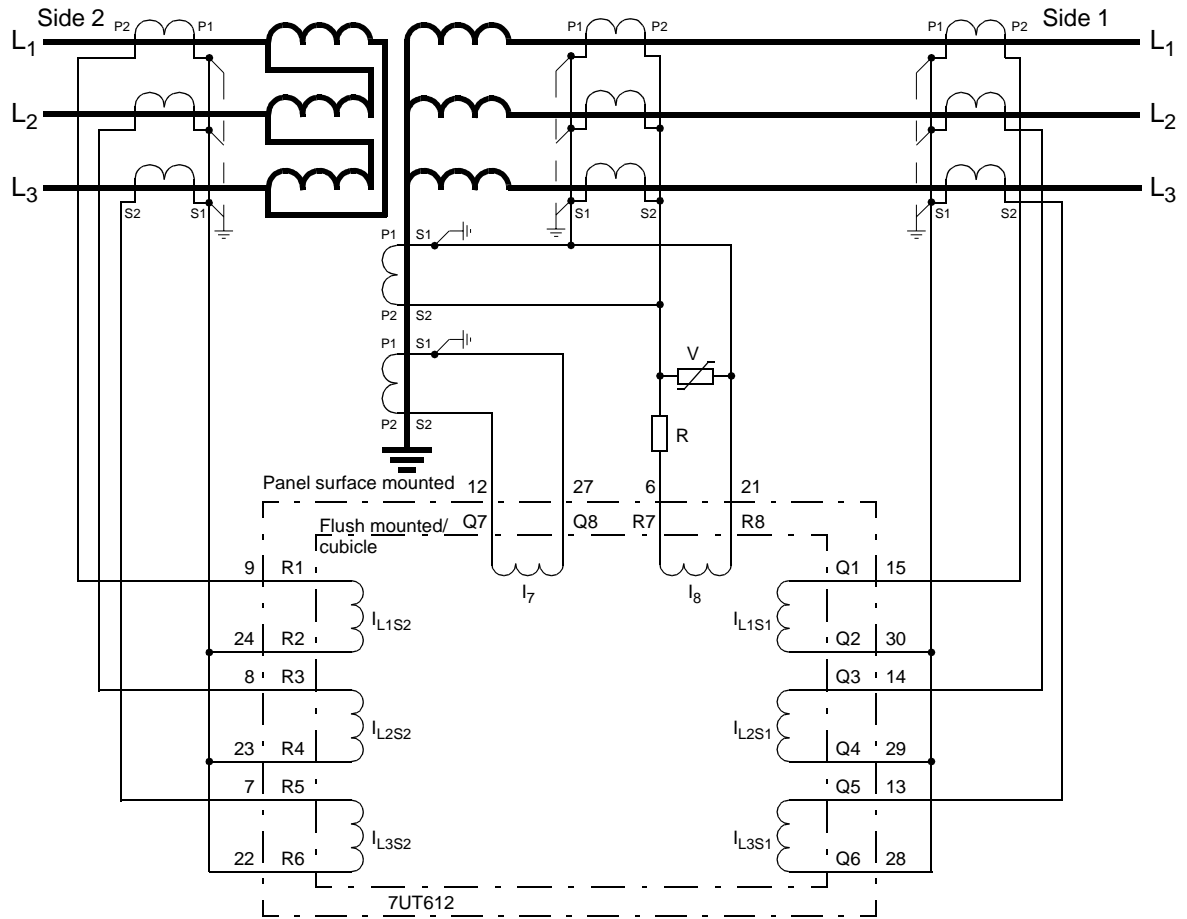 Side 2
P2 P1
P1 P2
P1 P2
Side 1
L1
L1
L2
L2
L3
L3
S2 S1
S1 S2
S1 S2
P1 S1
P2 S2
P1 S1
V
P2 S2
R
Panel surface mounted
12 27 6 21
Flush mounted/
cubicle
Q7 Q8 R7 R8
9 R1
Q1 15
I7
I8
IL1S2
IL1S1
24 R2
Q2 30
8 R3
Q3 14
IL2S2
IL2S1
23 R4
Q4 29
7 R5
Q5 13
IL3S2
IL3S1
22 R6
Q6 28
7UT612